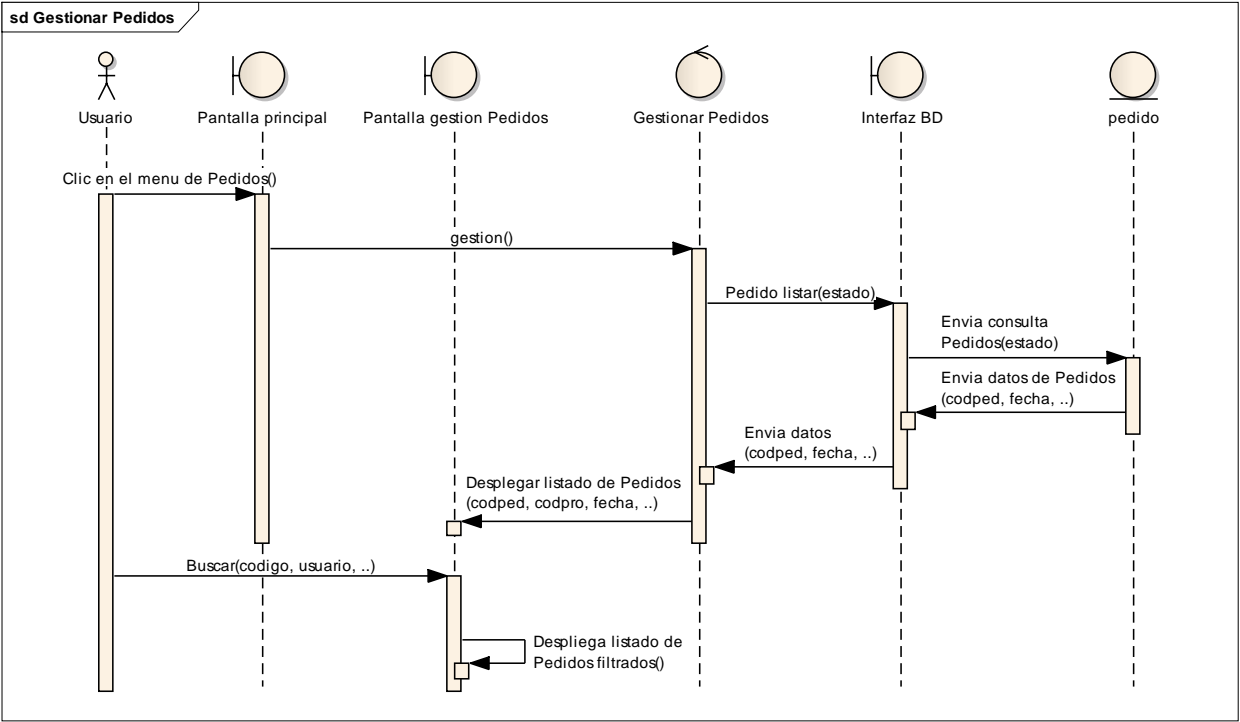 sd Gestionar Pedidos
Usuario
Pantalla principal
Pantalla gestion Pedidos
Gestionar Pedidos
Interfaz BD
pedido
Clic en el menu de Pedidos()
gestion()
Pedido listar(estado)
Envia consulta
Pedidos(estado)
Envia datos de Pedidos
(codped, fecha, ..)
Envia datos
(codped, fecha, ..)
Desplegar listado de Pedidos
(codped, codpro, fecha, ..)
Buscar(codigo, usuario, ..)
Despliega listado de
Pedidos filtrados()